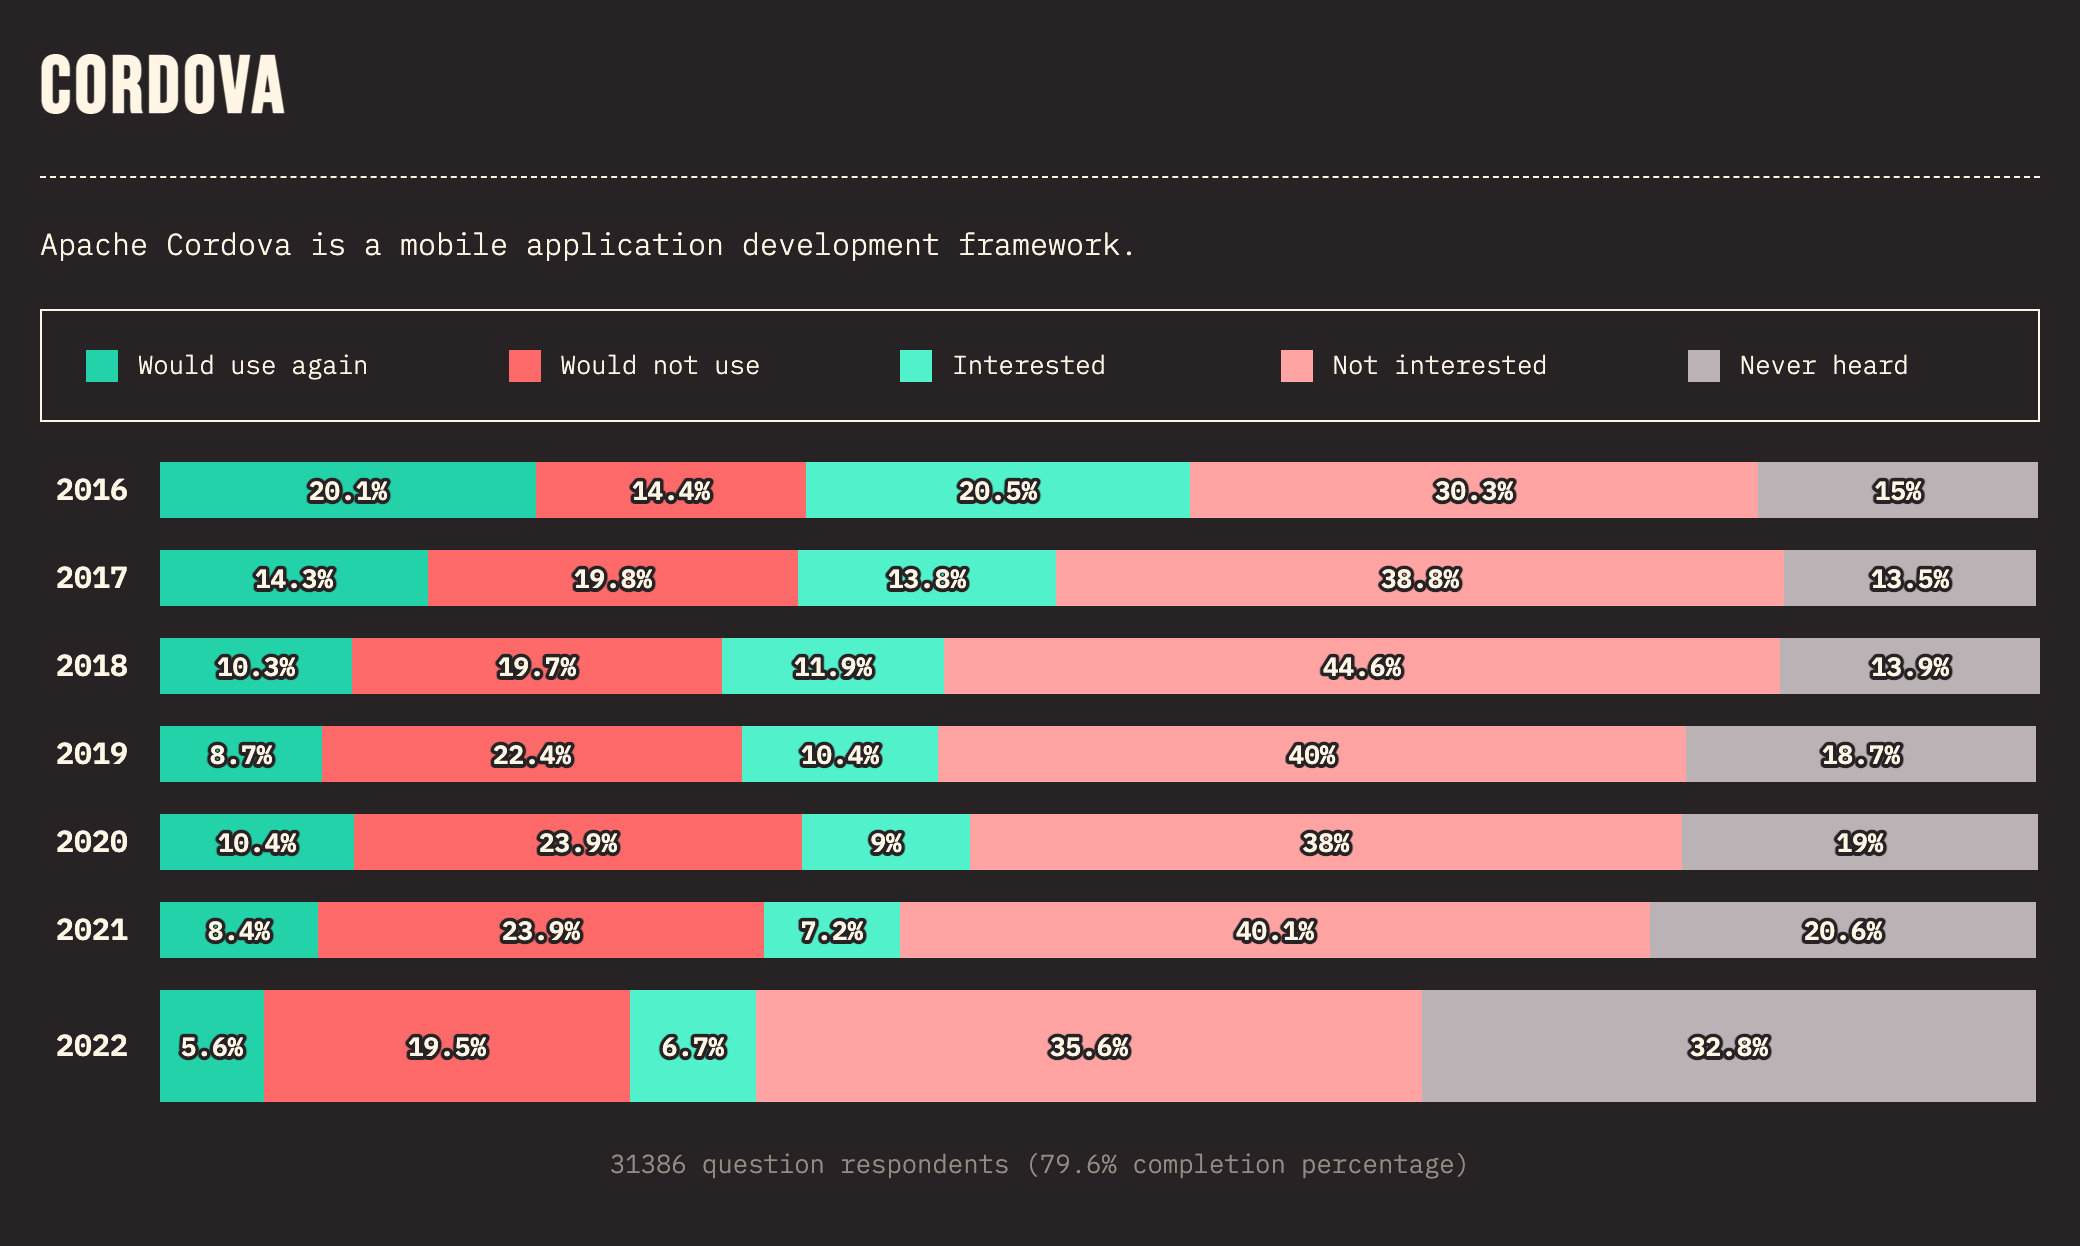 CORDOVA
Apache Cordova is a mobile application development framework.
Would use again Would not use Interested Not interested Never heard
2016 20.1% 14.4% 20.5% 30.3% 15%
2017 14.3% 19.8% 13.8% 38.8% 13.5%
2018 10.3% 19.7% 11.9% 44.6% 13.9%
2019 8.7% 22.4% 10.4% 40% 18.7%
2020 10.4% 23.9% 9% 38% 19%
2021 8.4% 23.9% 7.2% 40.1% 20.6%
2022 5.6% 19.5% 6.7% 35.6% 32.8%
31386 question respondents (79.6% completion percentage)